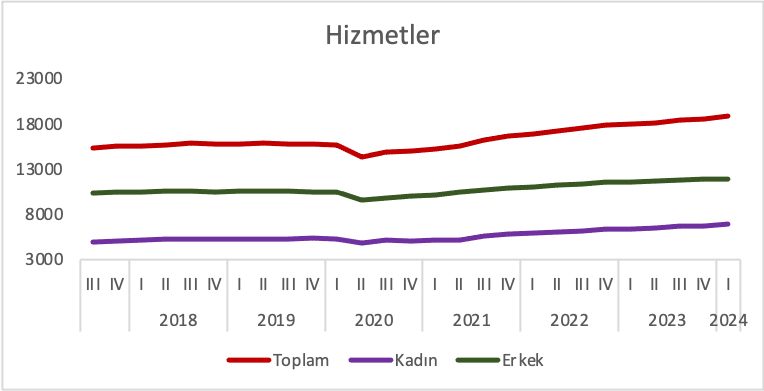 Hizmetler
23000
18000
13000
8000
3000
III IV I II III IV I II III IV I II III IV I II III IV I II III IV I II III IV I
2018 2019 2020 2021 2022 2023 2024
Toplam Kadın Erkek